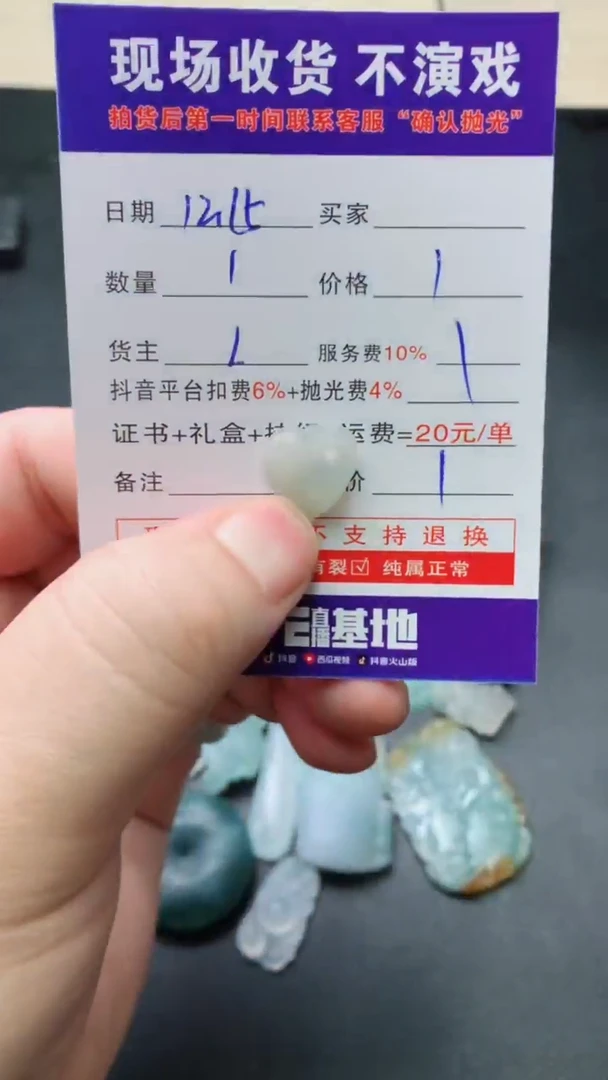 现场收货 不演戏
拍货后第一时间联系客服 “确认抛光”
日期 12.15 买家
数量 1 价格 1
货主 1 服务费10% 1
抖音平台扣费6%+抛光费4%
证书+礼盒+ 运费=20元/单
备注 价 1
不支持退换
有裂☑ 纯属正常
直播基地
抖音 西瓜视频 抖音火山版